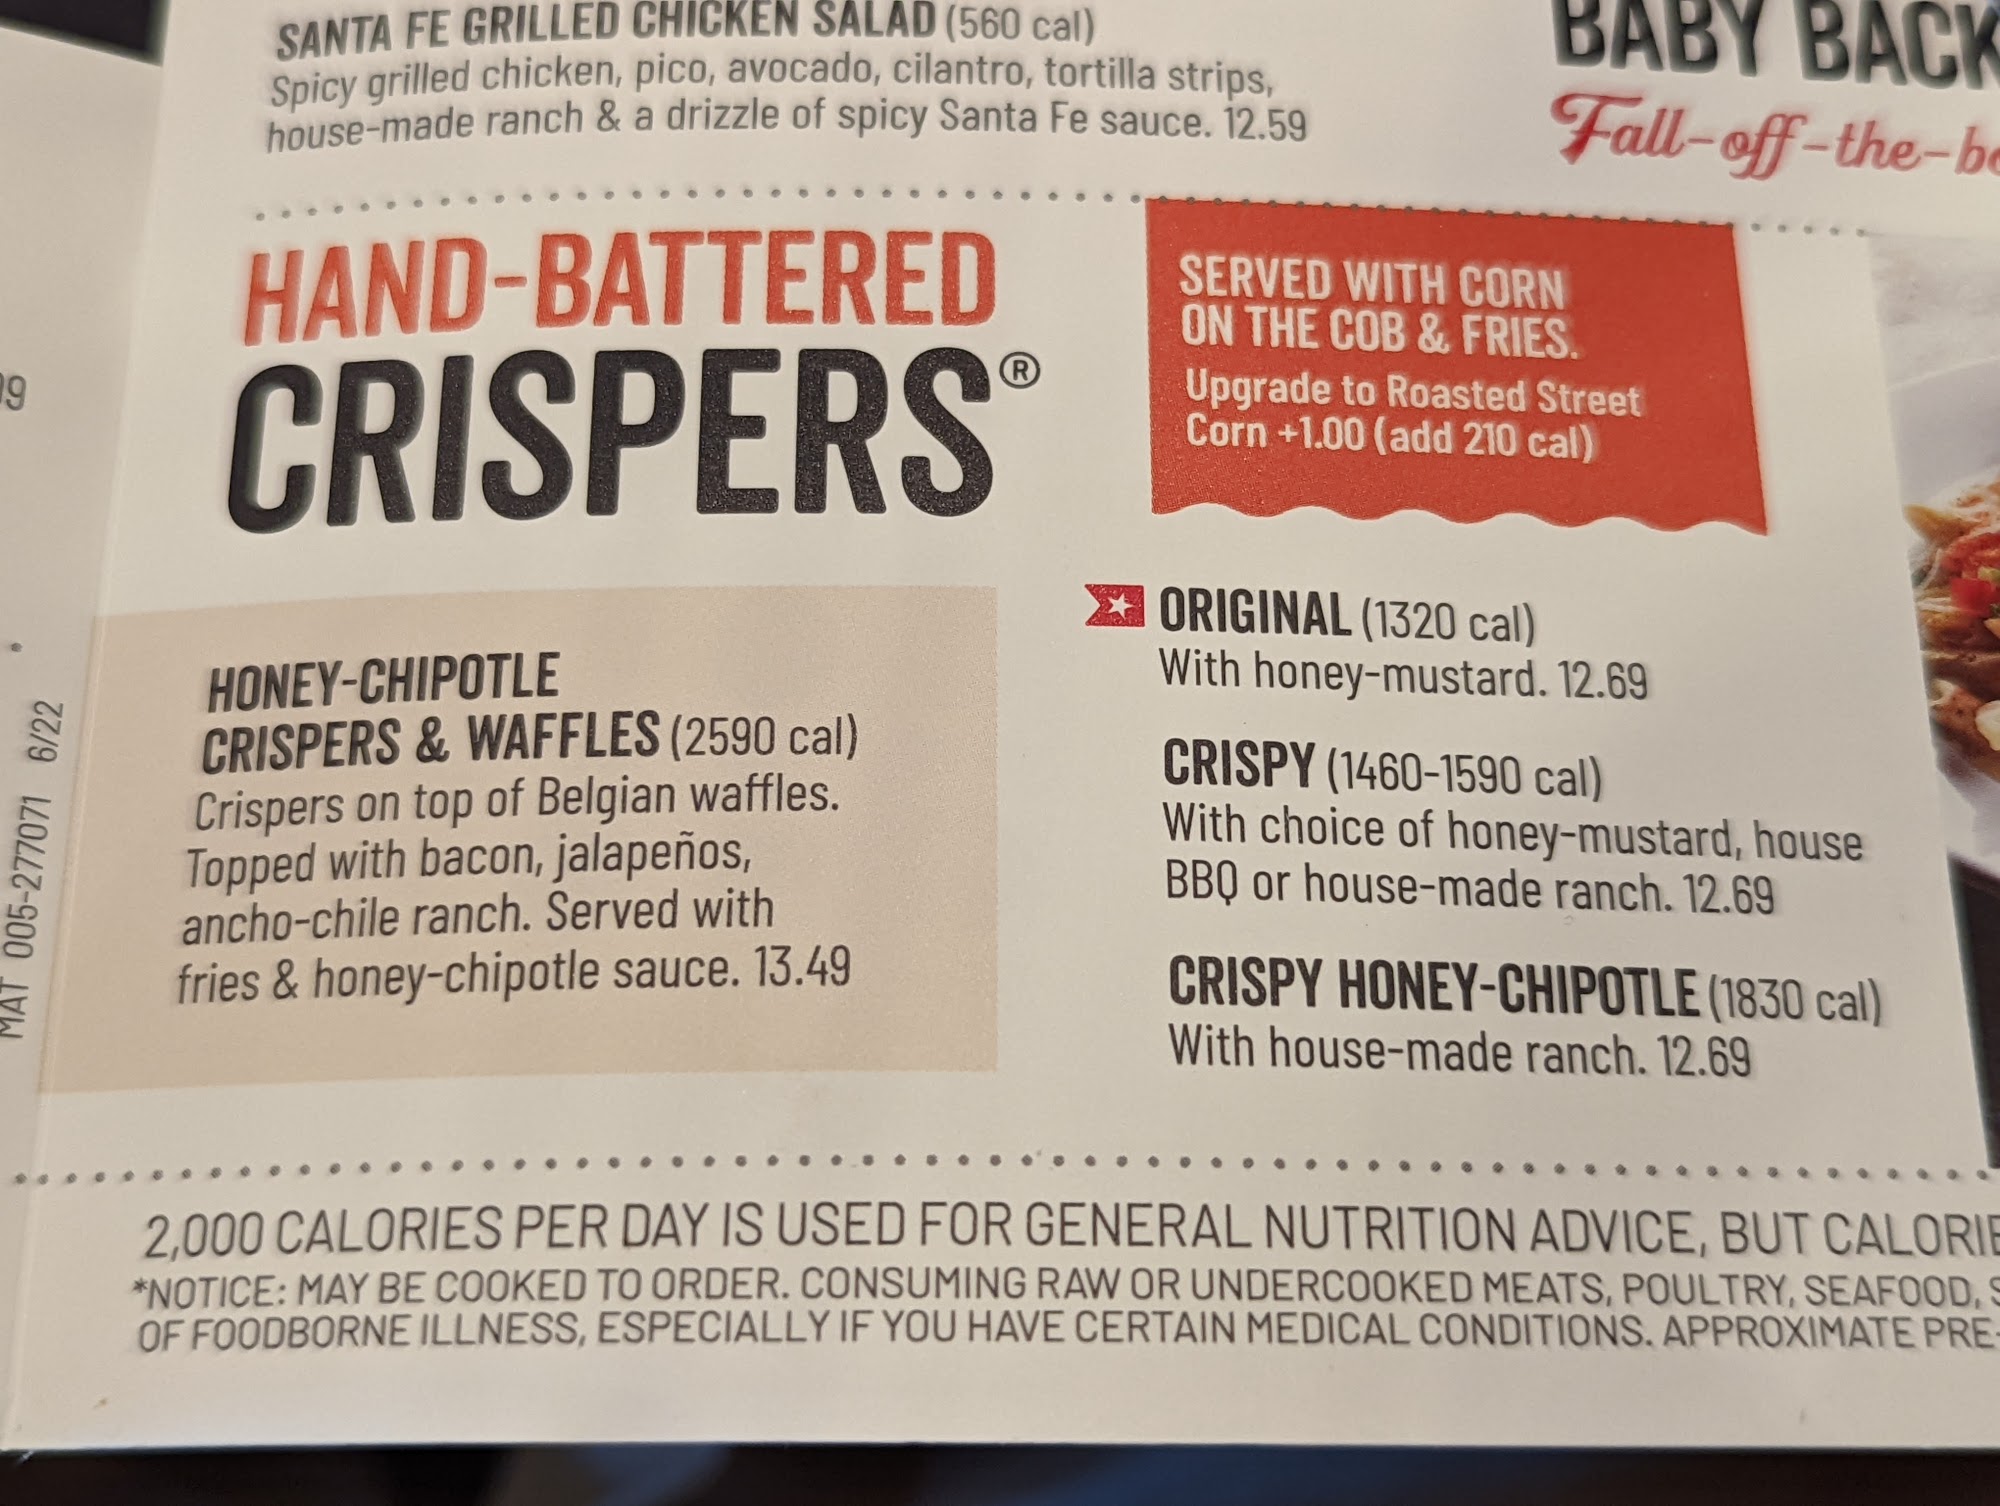 SANTA FE GRILLED CHICKEN SALAD (560 cal)
Spicy grilled chicken, pico, avocado, cilantro, tortilla strips,
house-made ranch & a drizzle of spicy Santa Fe sauce. 12.59
BABY BACK
Fall-off-the-bo
HAND-BATTERED
CRISPERS®
SERVED WITH CORN
ON THE COB & FRIES.
Upgrade to Roasted Street
Corn +1.00 (add 210 cal)
HONEY-CHIPOTLE
CRISPERS & WAFFLES (2590 cal)
Crispers on top of Belgian waffles.
Topped with bacon, jalapeños,
ancho-chile ranch. Served with
fries & honey-chipotle sauce. 13.49
ORIGINAL (1320 cal)
With honey-mustard. 12.69
CRISPY (1460-1590 cal)
With choice of honey-mustard, house
BBQ or house-made ranch. 12.69
CRISPY HONEY-CHIPOTLE (1830 cal)
With house-made ranch. 12.69
MAT 005-277071 6/22
2,000 CALORIES PER DAY IS USED FOR GENERAL NUTRITION ADVICE, BUT CALORIE
*NOTICE: MAY BE COOKED TO ORDER. CONSUMING RAW OR UNDERCOOKED MEATS, POULTRY, SEAFOOD, S
OF FOODBORNE ILLNESS, ESPECIALLY IF YOU HAVE CERTAIN MEDICAL CONDITIONS. APPROXIMATE PRE-